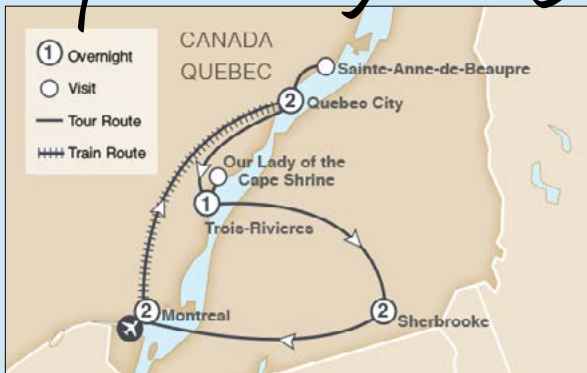 CANADA
QUEBEC
1 Overnight
Visit
Tour Route
Train Route
Sainte-Anne-de-Beaupre
2 Quebec City
Our Lady of the
Cape Shrine
1
Trois-Rivieres
2 Montreal
2
Sherbrooke